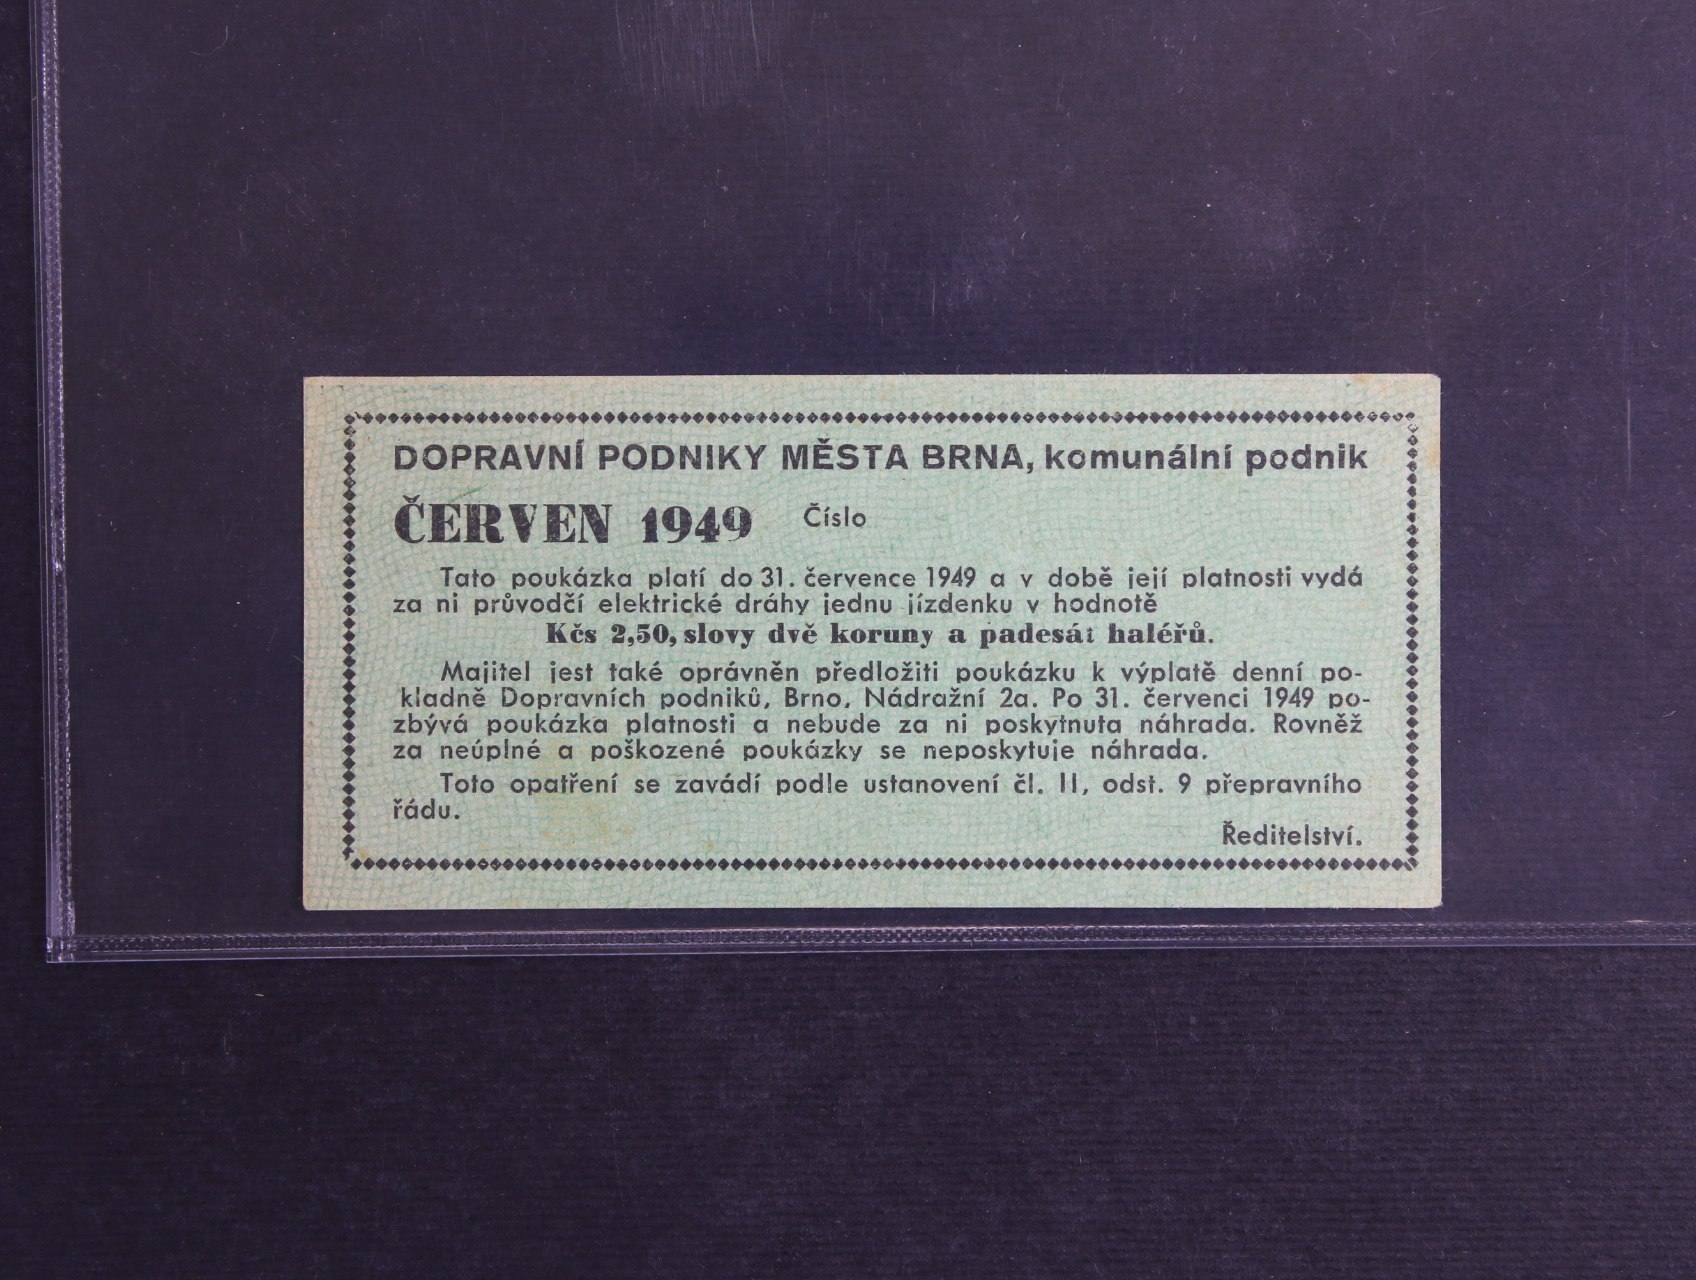 DOPRAVNÍ PODNIKY MĚSTA BRNA, komunální podnik
ČERVEN 1949 Číslo
Tato poukázka platí do 31. července 1949 a v době její platnosti vydá
za ni průvodčí elektrické dráhy jednu jízdenku v hodnotě
Kčs 2,50, slovy dvě koruny a padesát haléřů.
Majitel jest také oprávněn předložiti poukázku k výplatě denní po-
kladně Dopravních podniků, Brno, Nádražní 2a. Po 31. červenci 1949 po-
zbývá poukázka platnosti a nebude za ni poskytnuta náhrada. Rovněž
za neúplné a poškozené poukázky se neposkytuje náhrada.
Toto opatření se zavádí podle ustanovení čl. II, odst. 9 přepravního
řádu.
Ředitelství.